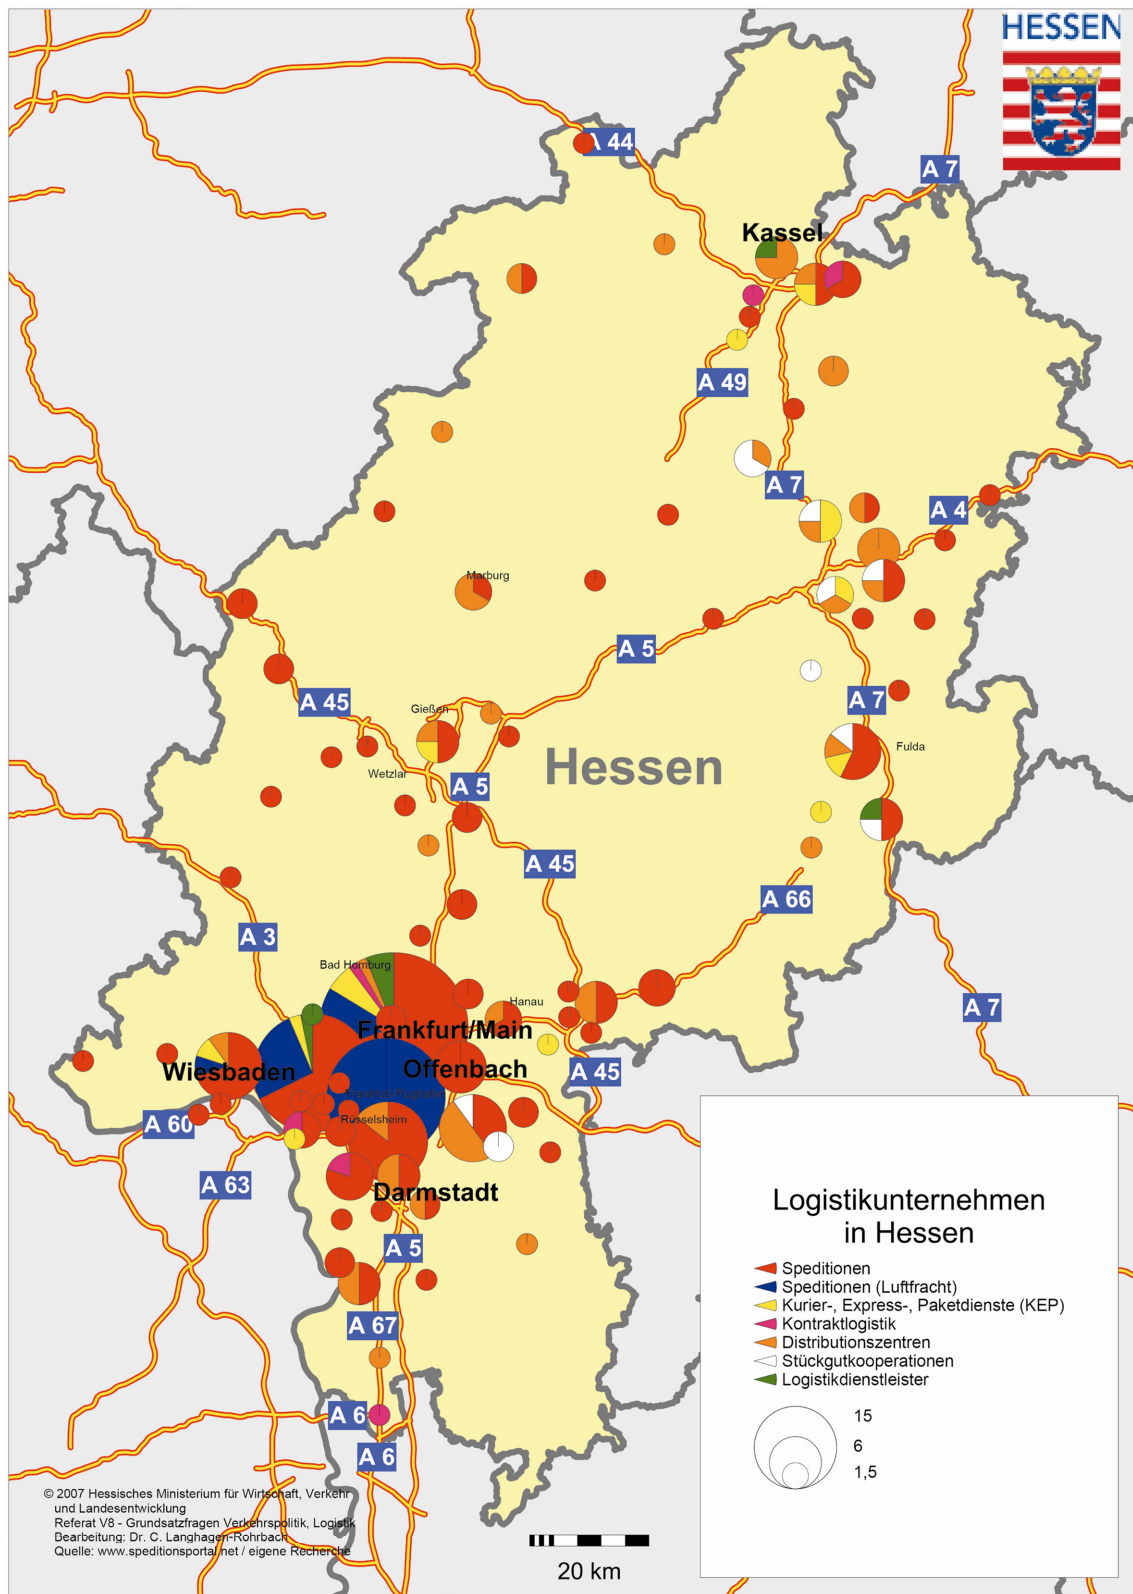 HESSEN
A 44
A 7
Kassel
A 49
A 7
A 4
Marburg
A 5
A 45
Gießen
A 7
Fulda
Wetzlar
Hessen
A 5
A 45
A 66
A 3
Bad Homburg
Hanau
A 7
Frankfurt/Main
Offenbach
Wiesbaden
A 45
Rüsselsheim
A 60
A 63
Darmstadt
A 5
A 67
A 6
A 6
Logistikunternehmen
in Hessen
Speditionen
Speditionen (Luftfracht)
Kurier-, Express-, Paketdienste (KEP)
Kontraktlogistik
Distributionszentren
Stückgutkooperationen
Logistikdienstleister
15
6
1,5
© 2007 Hessisches Ministerium für Wirtschaft, Verkehr
und Landesentwicklung
Referat V8 - Grundsatzfragen Verkehrspolitik, Logistik
Bearbeitung: Dr. C. Langhagen-Rohrbach
Quelle: www.speditionsportal.net / eigene Recherche
20 km